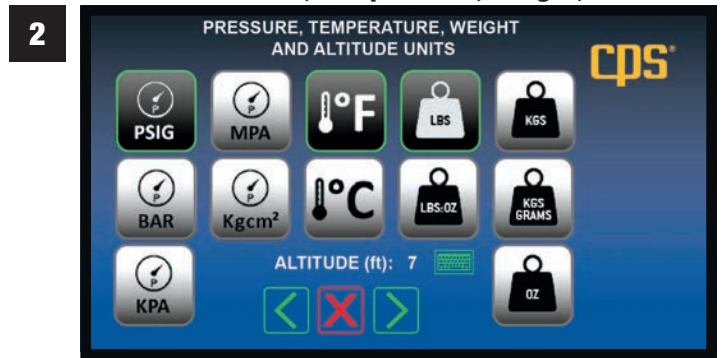 2
PRESSURE, TEMPERATURE, WEIGHT
AND ALTITUDE UNITS
cps
P
PSIG
P
MPA
°F
LBS
KGS
P
BAR
P
Kgcm²
°C
LBS:OZ
KGS
GRAMS
P
KPA
ALTITUDE (ft): 7
OZ